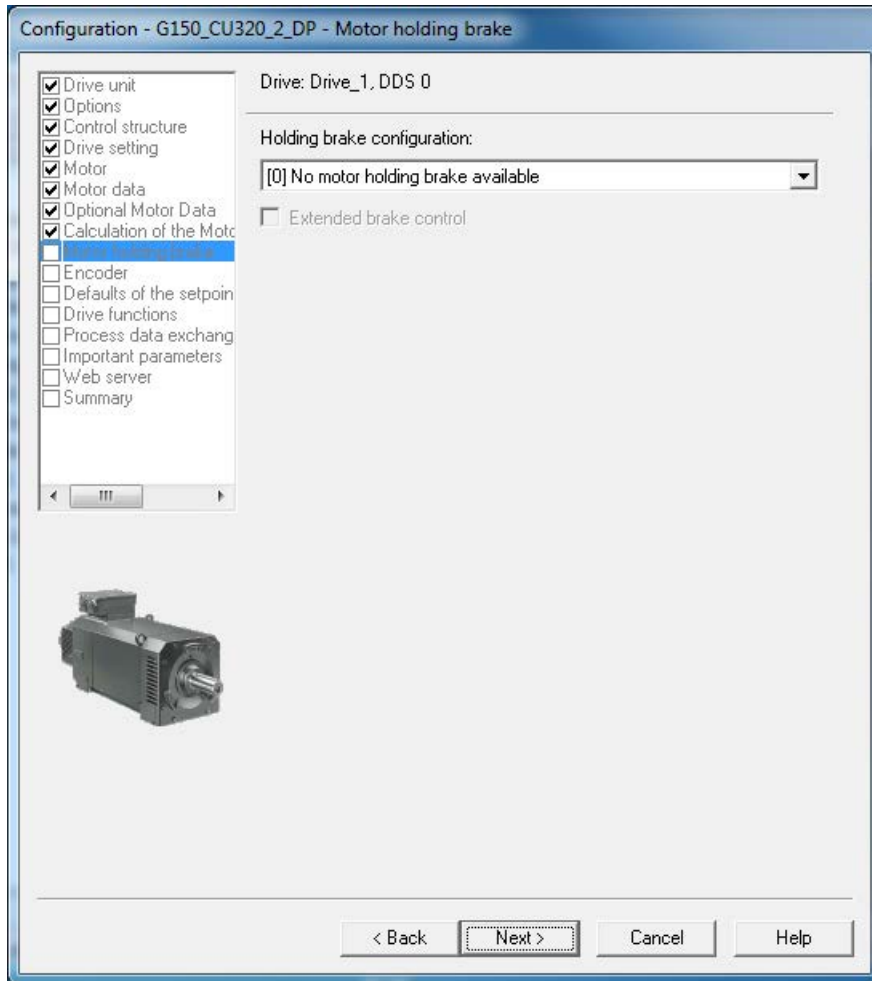 Configuration - G150_CU320_2_DP - Motor holding brake
Drive unit
Options
Control structure
Drive setting
Motor
Motor data
Optional Motor Data
Calculation of the Moto
Motor holding brake
Encoder
Defaults of the setpoin
Drive functions
Process data exchang
Important parameters
Web server
Summary
Drive: Drive_1, DDS 0
Holding brake configuration:
[0] No motor holding brake available
Extended brake control
< Back
Next >
Cancel
Help